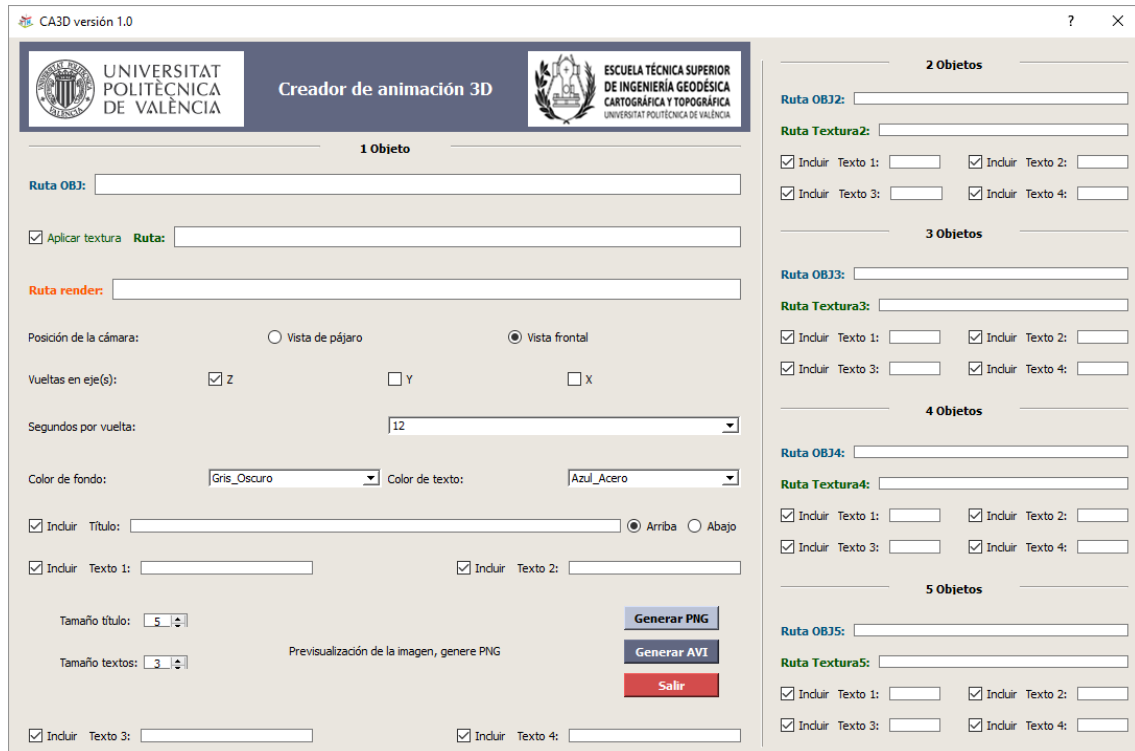 CA3D versión 1.0
UNIVERSITAT
POLITÈCNICA
DE VALÈNCIA
Creador de animación 3D
ESCUELA TÉCNICA SUPERIOR
DE INGENIERÍA GEODÉSICA
CARTOGRÁFICA Y TOPOGRÁFICA
UNIVERSITAT POLITÈCNICA DE VALÈNCIA
1 Objeto
Ruta OBJ:
Aplicar textura Ruta:
Ruta render:
Posición de la cámara: Vista de pájaro Vista frontal
Vueltas en eje(s): Z Y X
Segundos por vuelta: 12
Color de fondo: Gris_Oscuro Color de texto: Azul_Acero
Incluir Título: Arriba Abajo
Incluir Texto 1: Incluir Texto 2:
Tamaño título: 5
Tamaño textos: 3
Previsualización de la imagen, genere PNG
Generar PNG
Generar AVI
Salir
Incluir Texto 3: Incluir Texto 4:
2 Objetos
Ruta OBJ2:
Ruta Textura2:
Incluir Texto 1: Incluir Texto 2:
Incluir Texto 3: Incluir Texto 4:
3 Objetos
Ruta OBJ3:
Ruta Textura3:
Incluir Texto 1: Incluir Texto 2:
Incluir Texto 3: Incluir Texto 4:
4 Objetos
Ruta OBJ4:
Ruta Textura4:
Incluir Texto 1: Incluir Texto 2:
Incluir Texto 3: Incluir Texto 4:
5 Objetos
Ruta OBJ5:
Ruta Textura5:
Incluir Texto 1: Incluir Texto 2:
Incluir Texto 3: Incluir Texto 4: